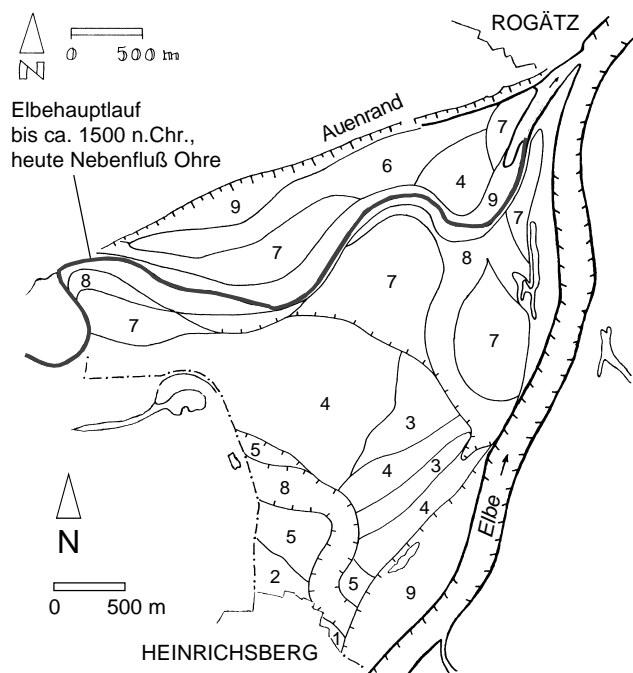 ROGÄTZ
N
0 500 m
Elbehauptlauf
bis ca. 1500 n.Chr.,
heute Nebenfluß Ohre
Auenrand
7
6
4
9
9
7
7
8
8
7
7
7
4
3
5
4
3
8
4
5
2
5
9
1
Elbe
N
0 500 m
HEINRICHSBERG